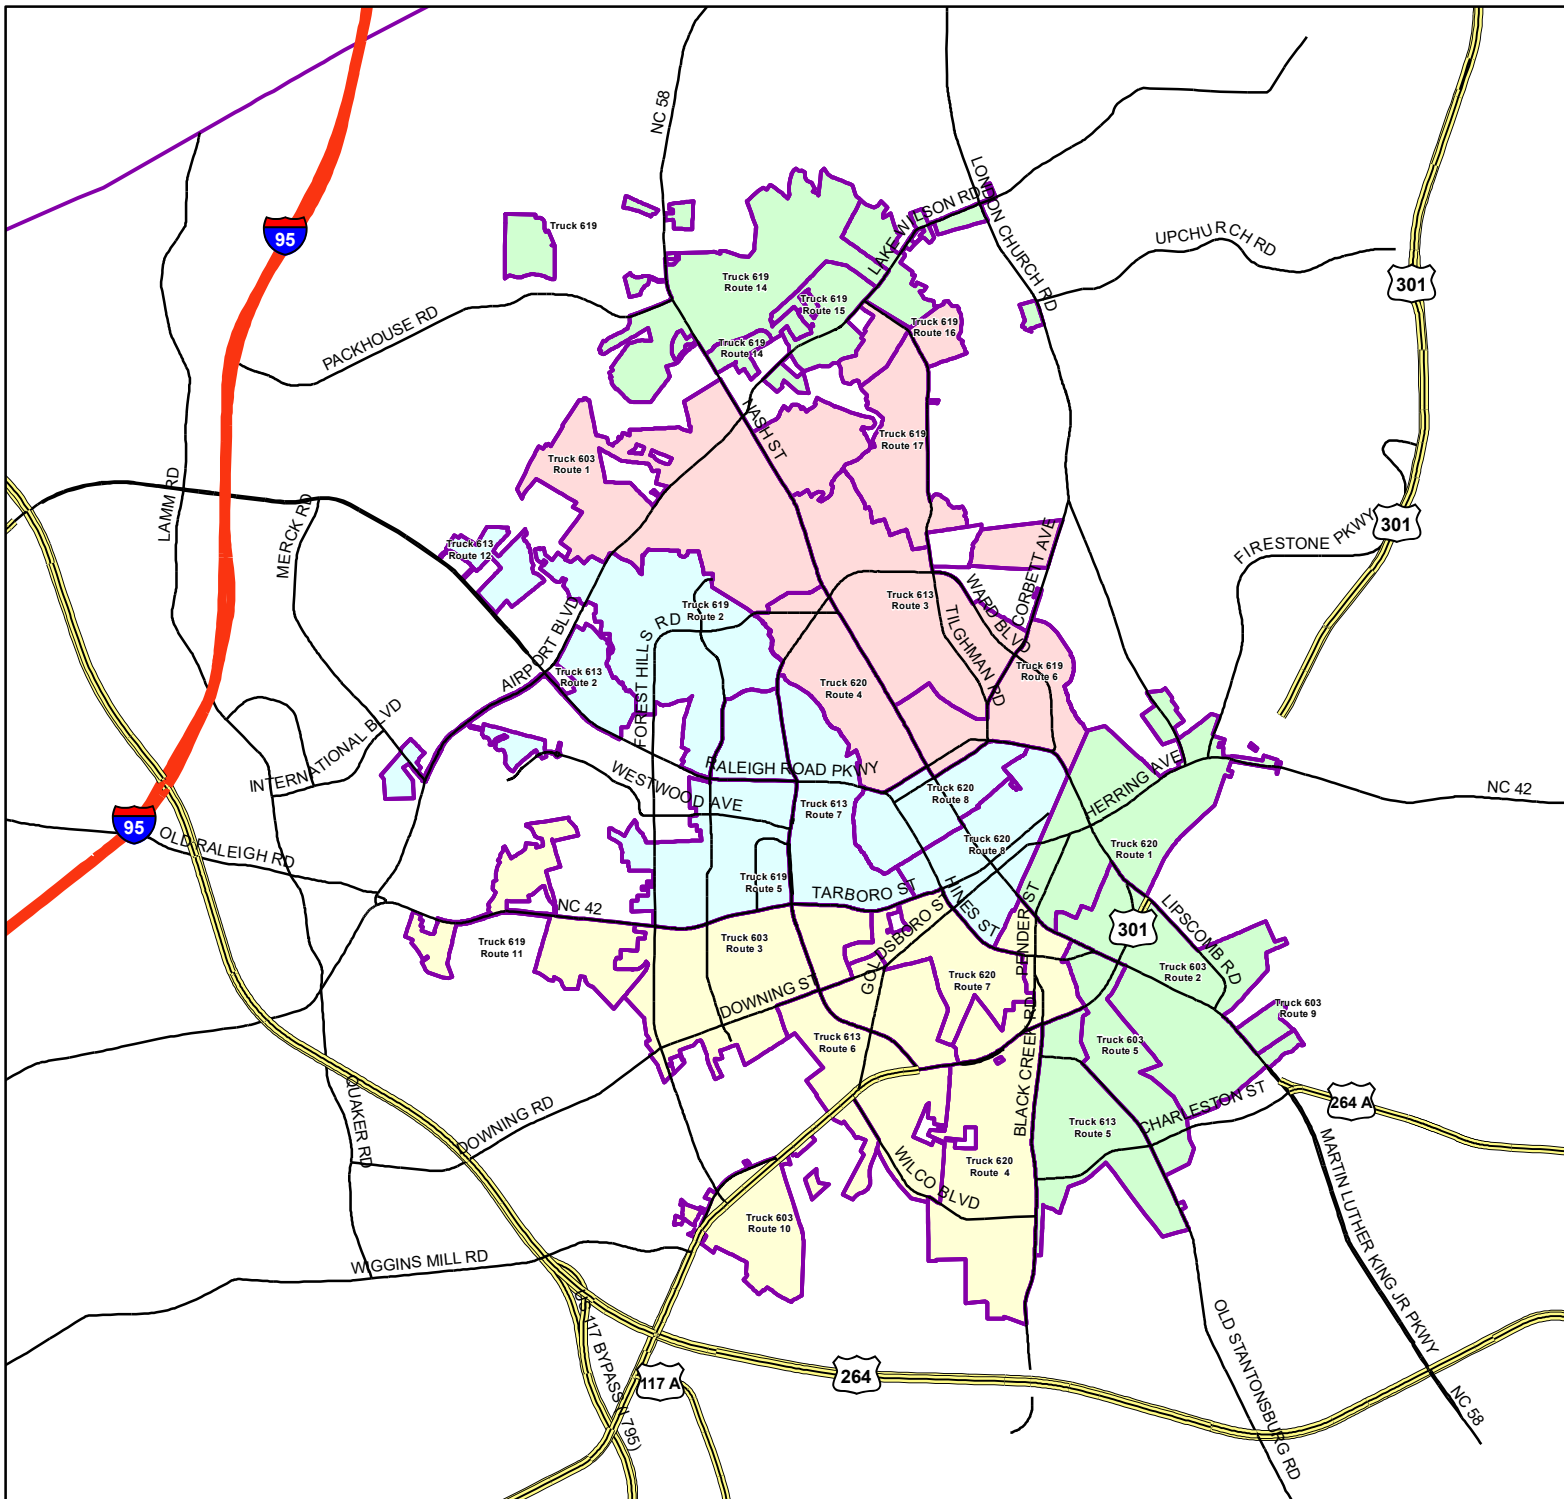 NC 58
LONDON CHURCH RD
LAKE WILSON RD
Truck 619
UPCHURCH RD
95
301
Truck 619
Route 14
Truck 619
Route 15
Truck 619
Route 16
PACKHOUSE RD
Truck 619
Route 14
NASH ST
Truck 619
Route 17
Truck 603
Route 1
LAMM RD
MERCK RD
301
FIRESTONE PKWY
CORBETT AVE
Truck 613
Route 12
WARD BLVD
Truck 613
Route 3
TILGHMAN RD
Truck 619
Route 2
FOREST HILLS RD
AIRPORT BLVD
Truck 613
Route 2
Truck 620
Route 4
Truck 619
Route 6
INTERNATIONAL BLVD
RALEIGH ROAD PKWY
WESTWOOD AVE
HERRING AVE
NC 42
Truck 620
Route 8
Truck 613
Route 7
95
OLD RALEIGH RD
Truck 620
Route 8
Truck 620
Route 1
Truck 619
Route 5
TARBORO ST
HINES ST
PENDER ST
LIPSCOMB RD
NC 42
GOLDSBORO ST
301
Truck 619
Route 11
Truck 603
Route 3
Truck 620
Route 7
Truck 603
Route 2
DOWNING ST
BLACK CREEK RD
Truck 603
Route 9
Truck 613
Route 6
Truck 603
Route 5
QUAKER RD
DOWNING RD
CHARLESTON ST
264 A
Truck 613
Route 5
WILCO BLVD
Truck 620
Route 4
MARTIN LUTHER KING JR PKWY
Truck 603
Route 10
WIGGINS MILL RD
OLD STANTONSBURG RD
117 BYPASS
795)
117 A
264
NC 58